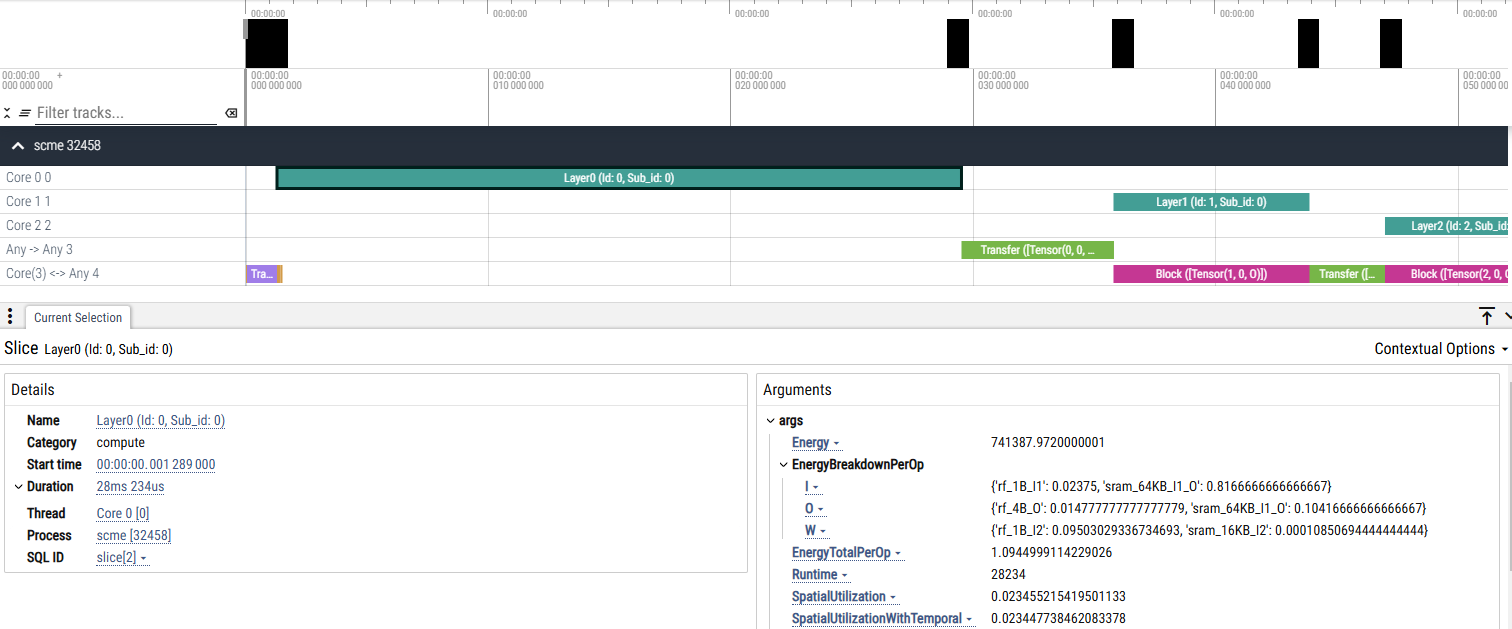 00:00:00 00:00:00 00:00:00 00:00:00 00:00:00 00:00:00
00:00:00 + 00:00:00 00:00:00 00:00:00 00:00:00 00:00:00 00:00:00
000 000 000 000 000 000 010 000 000 020 000 000 030 000 000 040 000 000 050 000 00
Filter tracks...
scme 32458
Core 0 0 Layer0 (Id: 0, Sub_id: 0)
Core 1 1 Layer1 (Id: 1, Sub_id: 0)
Core 2 2 Layer2 (Id: 2, Sub_id:
Any -> Any 3 Transfer ([Tensor(0, 0, ...
Core(3) <-> Any 4 Tra... Block ([Tensor(1, 0, O)]) Transfer ([... Block ([Tensor(2, 0, O
Current Selection
Slice Layer0 (Id: 0, Sub_id: 0) Contextual Options
Details
Name Layer0 (Id: 0, Sub_id: 0)
Category compute
Start time 00:00:00.001 289 000
Duration 28ms 234us
Thread Core 0 [0]
Process scme [32458]
SQL ID slice[2]
Arguments
args
Energy 741387.9720000001
EnergyBreakdownPerOp
I {'rf_1B_I1': 0.02375, 'sram_64KB_I1_O': 0.8166666666666667}
O {'rf_4B_O': 0.014777777777777779, 'sram_64KB_I1_O': 0.10416666666666667}
W {'rf_1B_I2': 0.09503029336734693, 'sram_16KB_I2': 0.00010850694444444444}
EnergyTotalPerOp 1.0944999114229026
Runtime 28234
SpatialUtilization 0.023455215419501133
SpatialUtilizationWithTemporal 0.023447738462083378